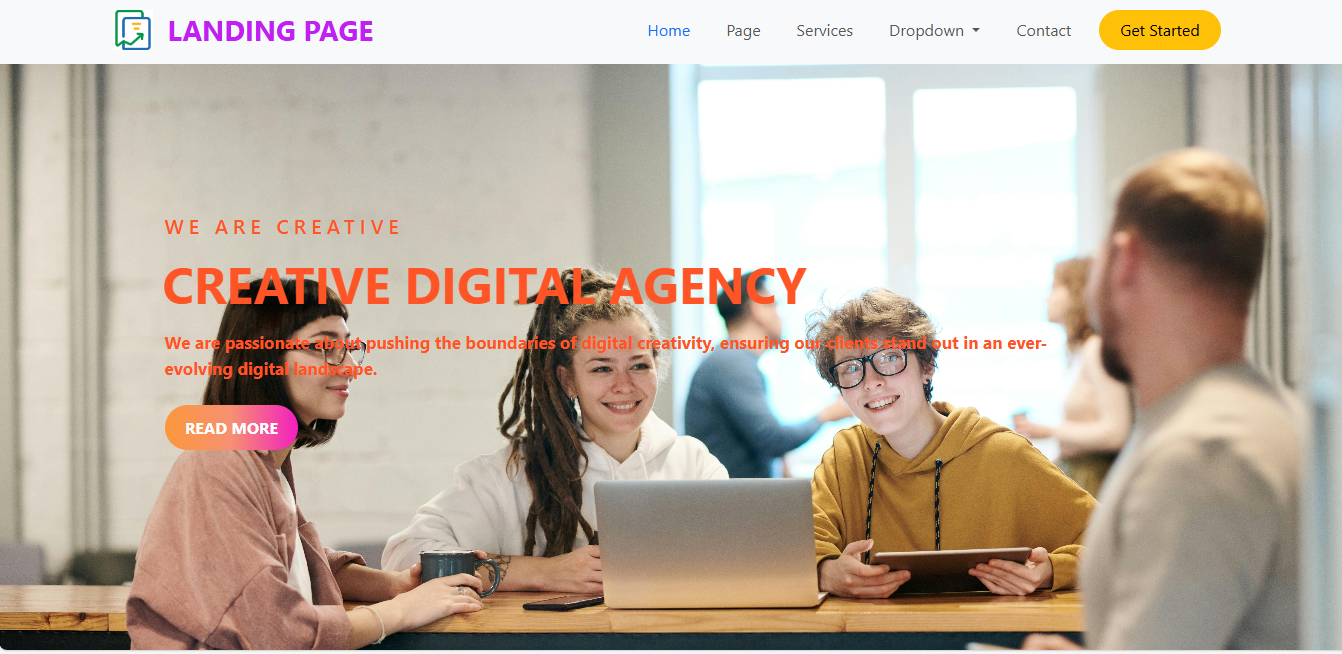 LANDING PAGE
Home
Page
Services
Dropdown
Contact
Get Started
WE ARE CREATIVE
CREATIVE DIGITAL AGENCY
We are passionate about pushing the boundaries of digital creativity, ensuring our clients stand out in an ever-
evolving digital landscape.
READ MORE